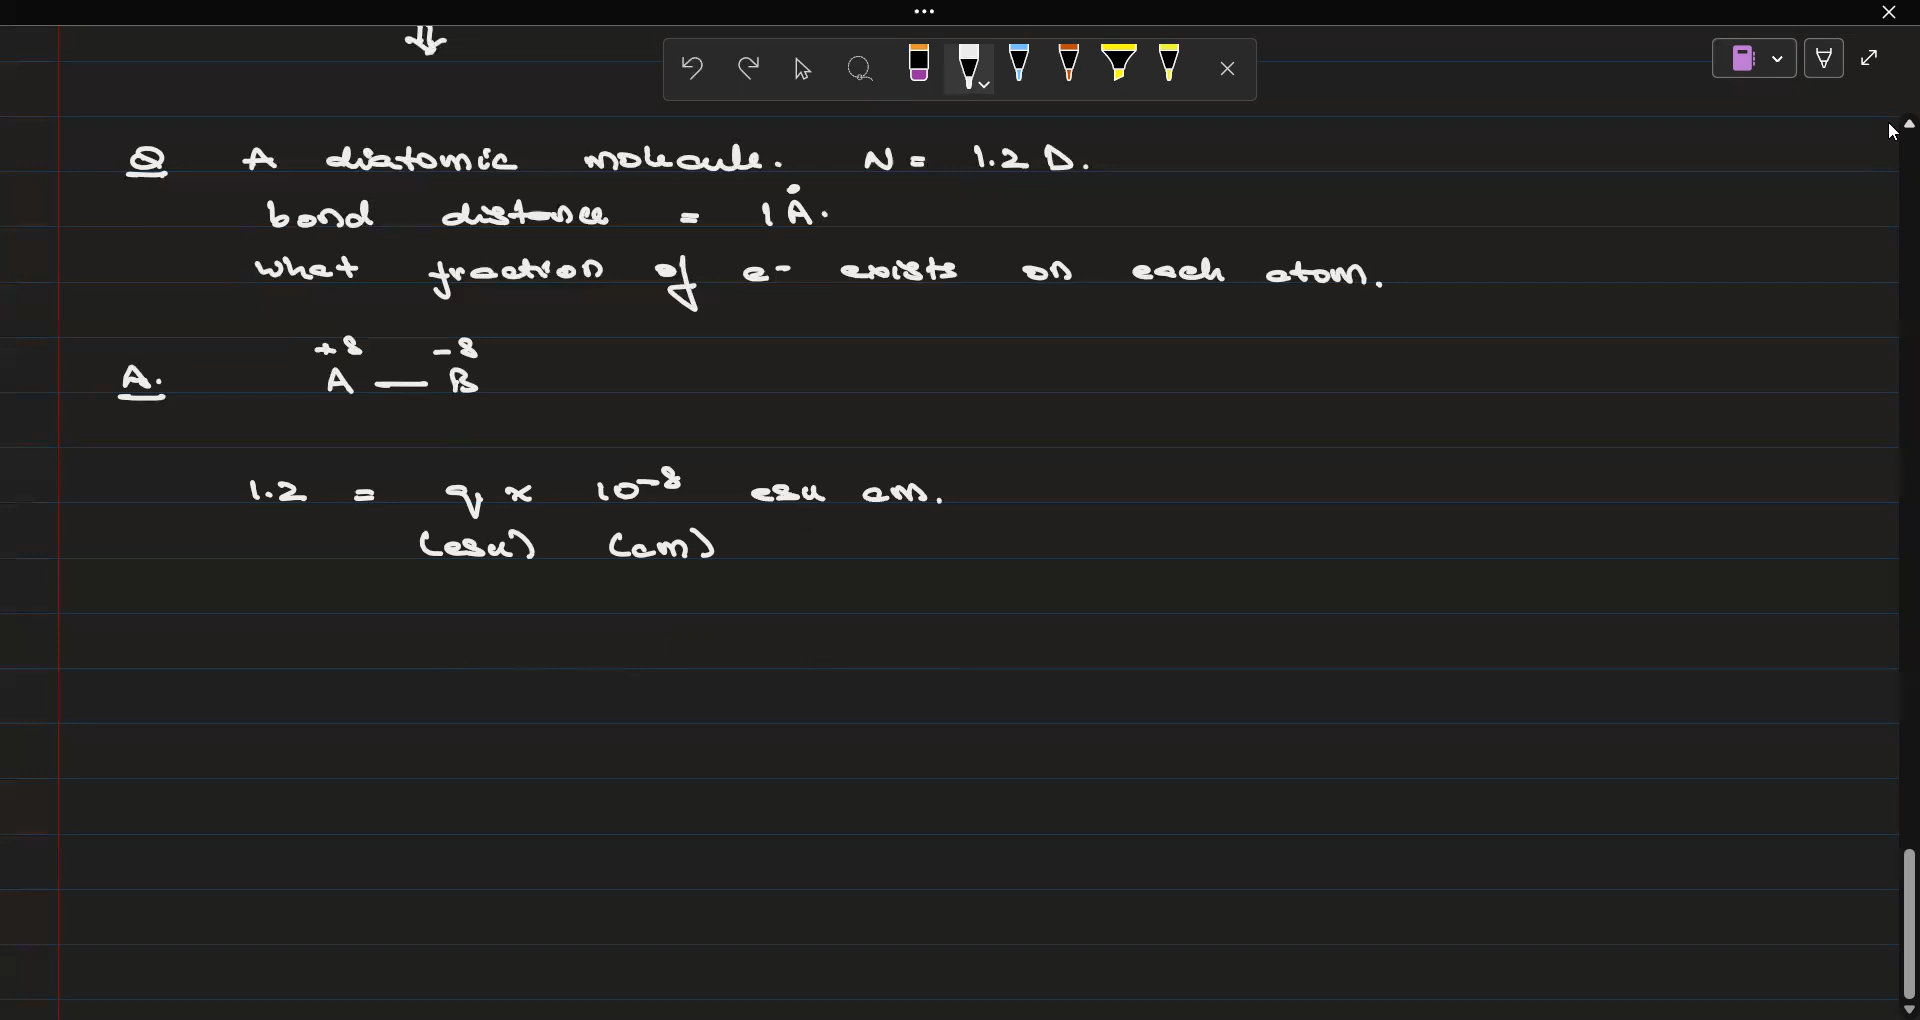 Q A diatomic molecule. N = 1.2 D.
bond distance = 1 Å.
what fraction of e- exists on each atom.
+δ -δ
A. A — B
1.2 = q × 10⁻⁸ esu cm.
(esu) (cm)